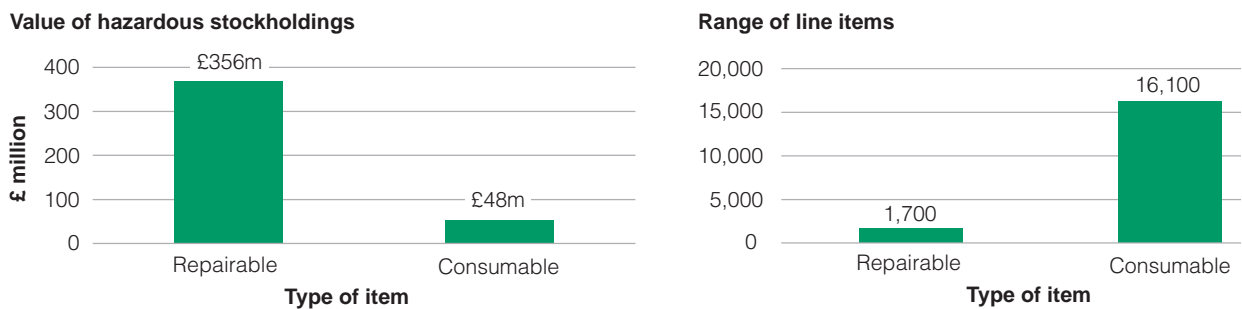 Value of hazardous stockholdings
£ million
400
300
200
100
0
£356m
£48m
Repairable
Consumable
Type of item
Range of line items
20,000
15,000
10,000
5,000
0
1,700
16,100
Repairable
Consumable
Type of item